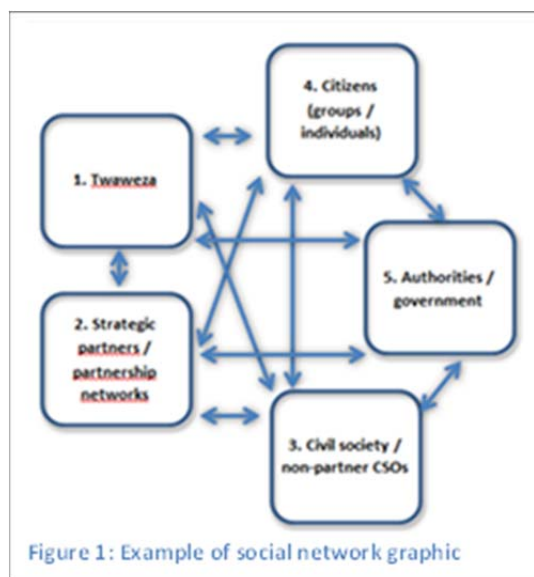 1. Twaweza
2. Strategic
partners /
partnership
networks
3. Civil society /
non-partner CSOs
4. Citizens
(groups /
individuals)
5. Authorities /
government
Figure 1: Example of social network graphic